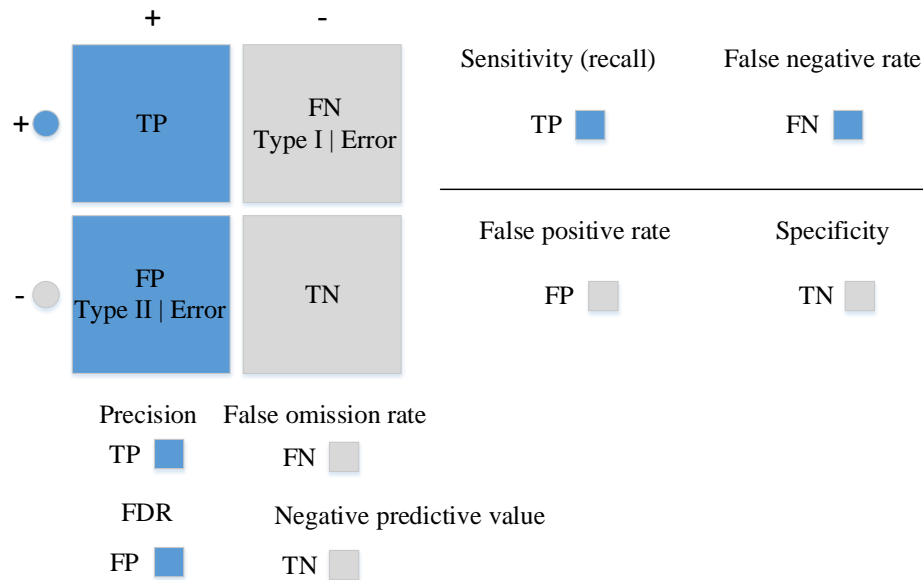 + -
Sensitivity (recall) False negative rate
+ TP FN
Type I | Error
TP FN
False positive rate Specificity
- FP
Type II | Error TN
FP TN
Precision False omission rate
TP FN
FDR Negative predictive value
FP TN